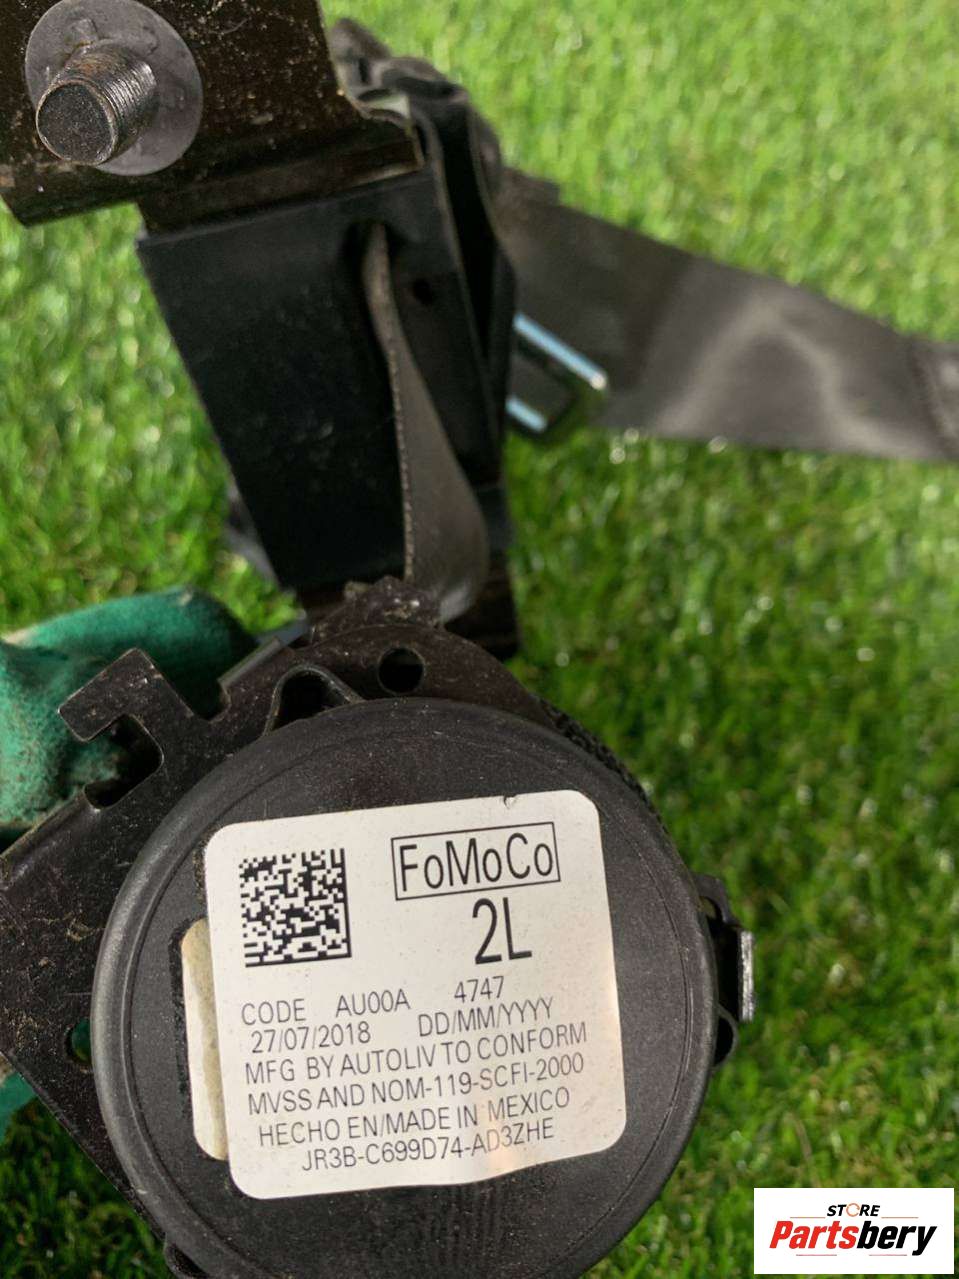 FoMoCo
2L
CODE AU00A 4747
27/07/2018 DD/MM/YYYY
MFG BY AUTOLIV TO CONFORM
MVSS AND NOM-119-SCFI-2000
HECHO EN/MADE IN MEXICO
JR3B-C699D74-AD3ZHE
STORE
Partsbery